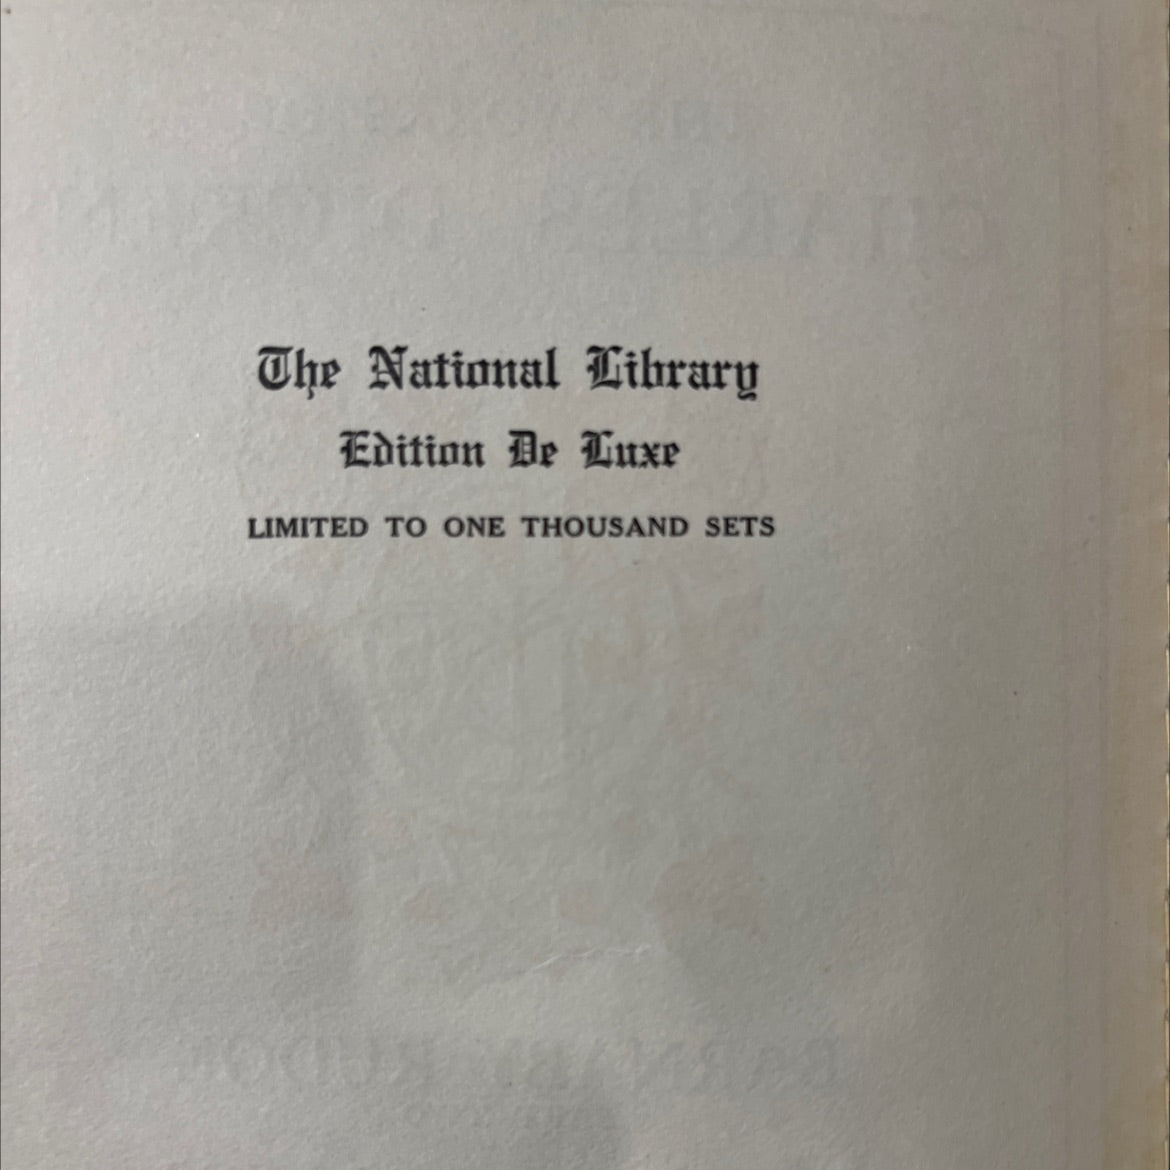 The National Library
Edition De Luxe
LIMITED TO ONE THOUSAND SETS